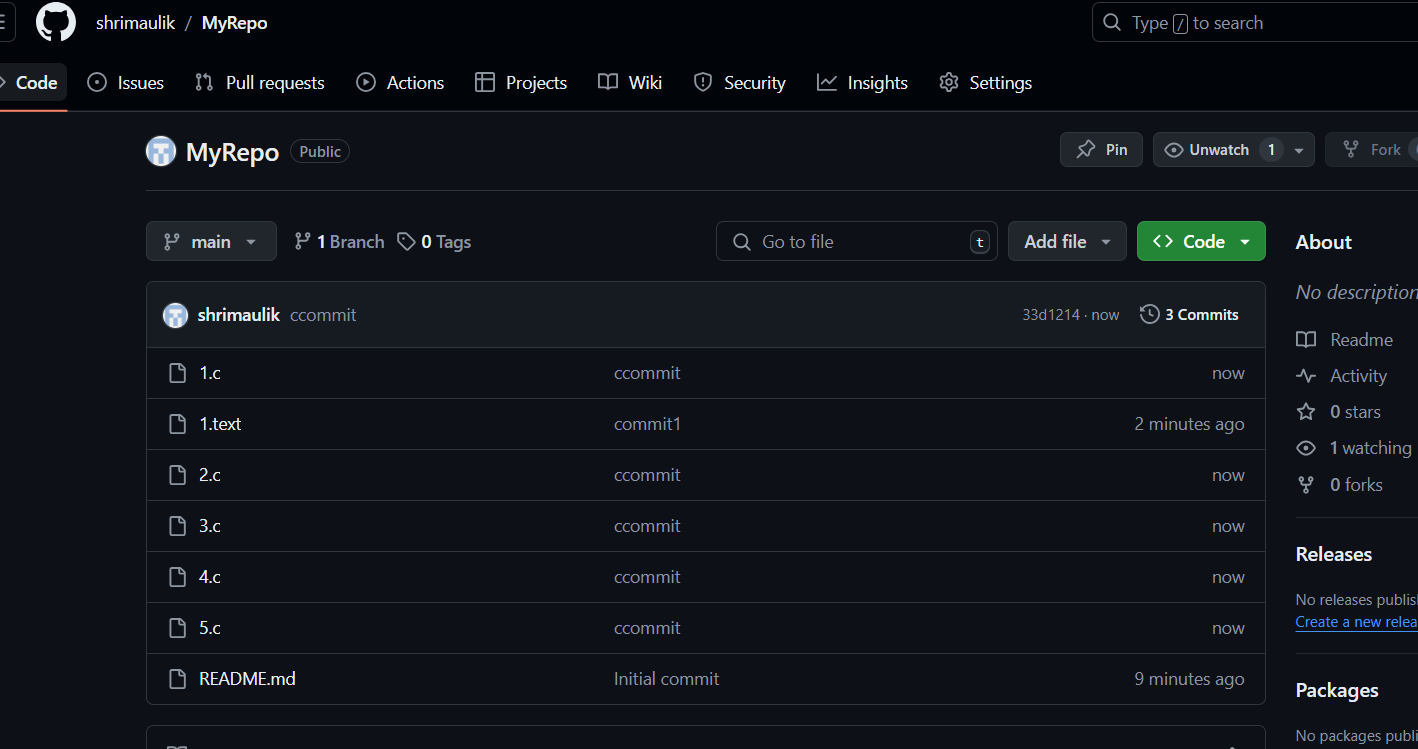 shrimaulik / MyRepo
Type / to search
Code Issues Pull requests Actions Projects Wiki Security Insights Settings
MyRepo Public
Pin Unwatch 1 Fork
main 1 Branch 0 Tags
Go to file t
Add file Code
shrimaulik ccommit 33d1214 · now 3 Commits
1.c ccommit now
1.text commit1 2 minutes ago
2.c ccommit now
3.c ccommit now
4.c ccommit now
5.c ccommit now
README.md Initial commit 9 minutes ago
About
No description
Readme
Activity
0 stars
1 watching
0 forks
Releases
No releases publis
Create a new relea
Packages
No packages publi